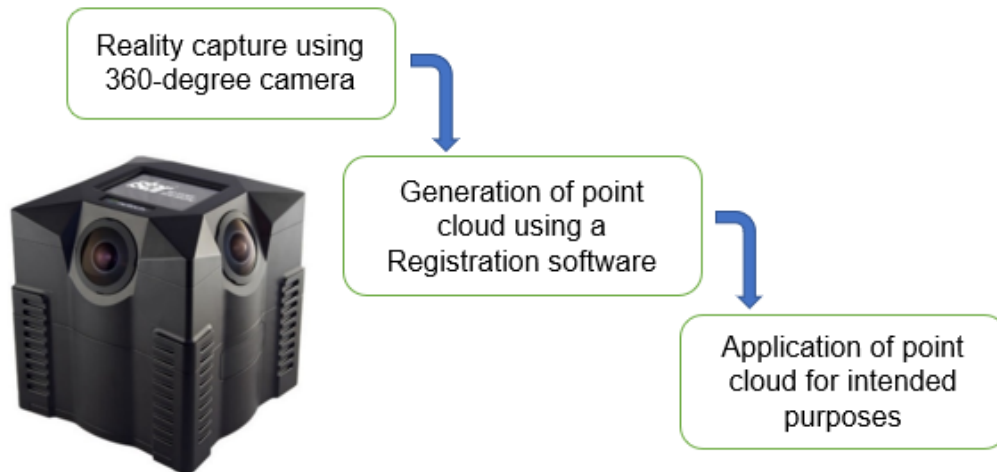 Reality capture using
360-degree camera
Generation of point
cloud using a
Registration software
Application of point
cloud for intended
purposes